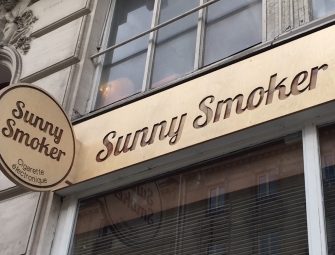 Sunny
Smoker
Cigarette
électronique
Sunny Smoker